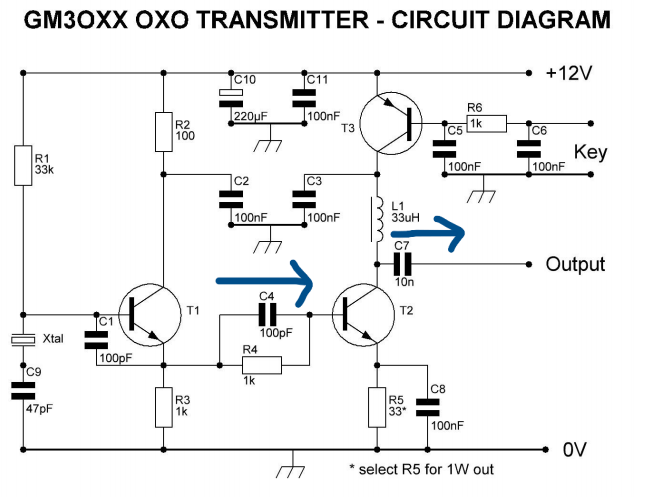 GM3OXX OXO TRANSMITTER - CIRCUIT DIAGRAM
+12V
C10
220µF
C11
100nF
T3
R6
1k
C5
100nF
C6
100nF
Key
R2
100
R1
33k
C2
100nF
C3
100nF
L1
33uH
C7
10n
Output
T1
C4
100pF
T2
C1
100pF
Xtal
R4
1k
C9
47pF
R3
1k
R5
33*
C8
100nF
0V
* select R5 for 1W out